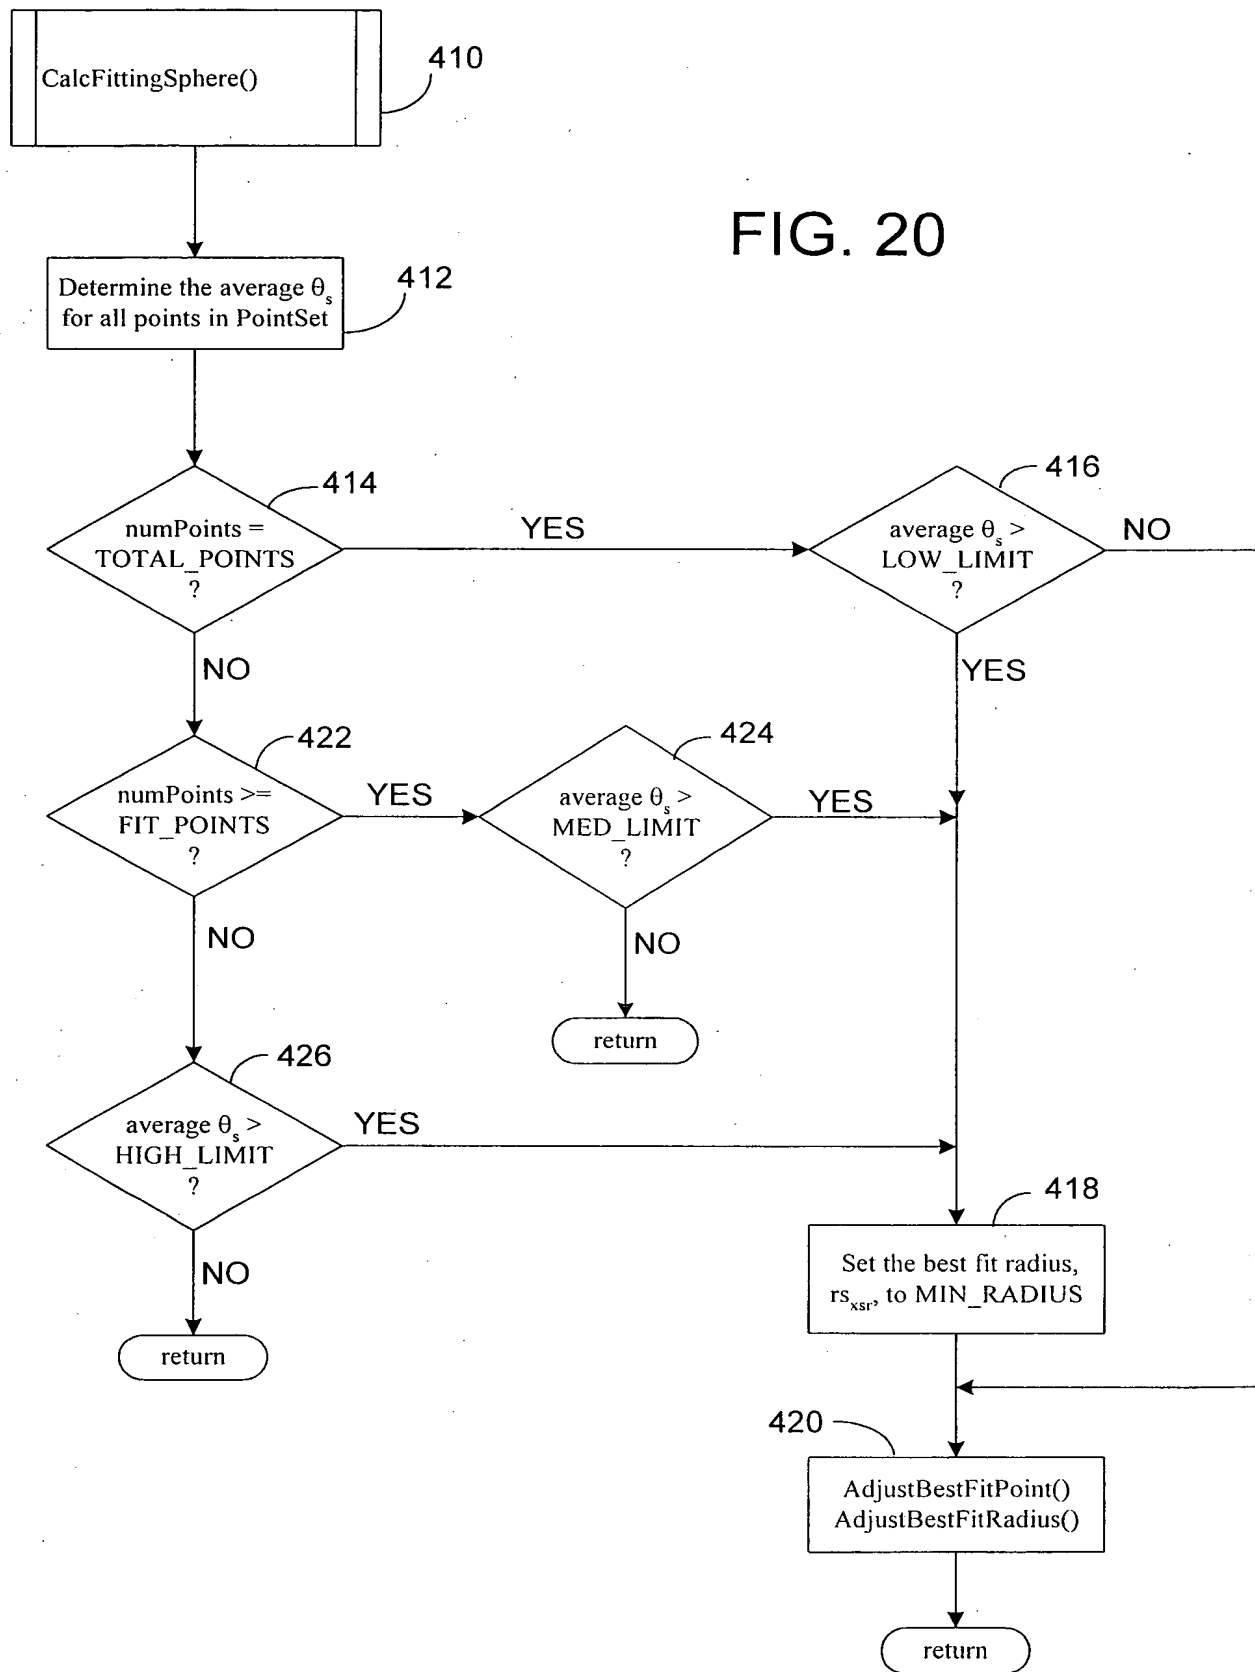 CalcFittingSphere()
410
FIG. 20
Determine the average θs
for all points in PointSet
412
414
numPoints =
TOTAL_POINTS
?
YES
416
average θs >
LOW_LIMIT
?
NO
NO
YES
422
numPoints >=
FIT_POINTS
?
YES
424
average θs >
MED_LIMIT
?
YES
NO
NO
return
426
average θs >
HIGH_LIMIT
?
YES
418
Set the best fit radius,
rsxsr, to MIN_RADIUS
NO
return
420
AdjustBestFitPoint()
AdjustBestFitRadius()
return